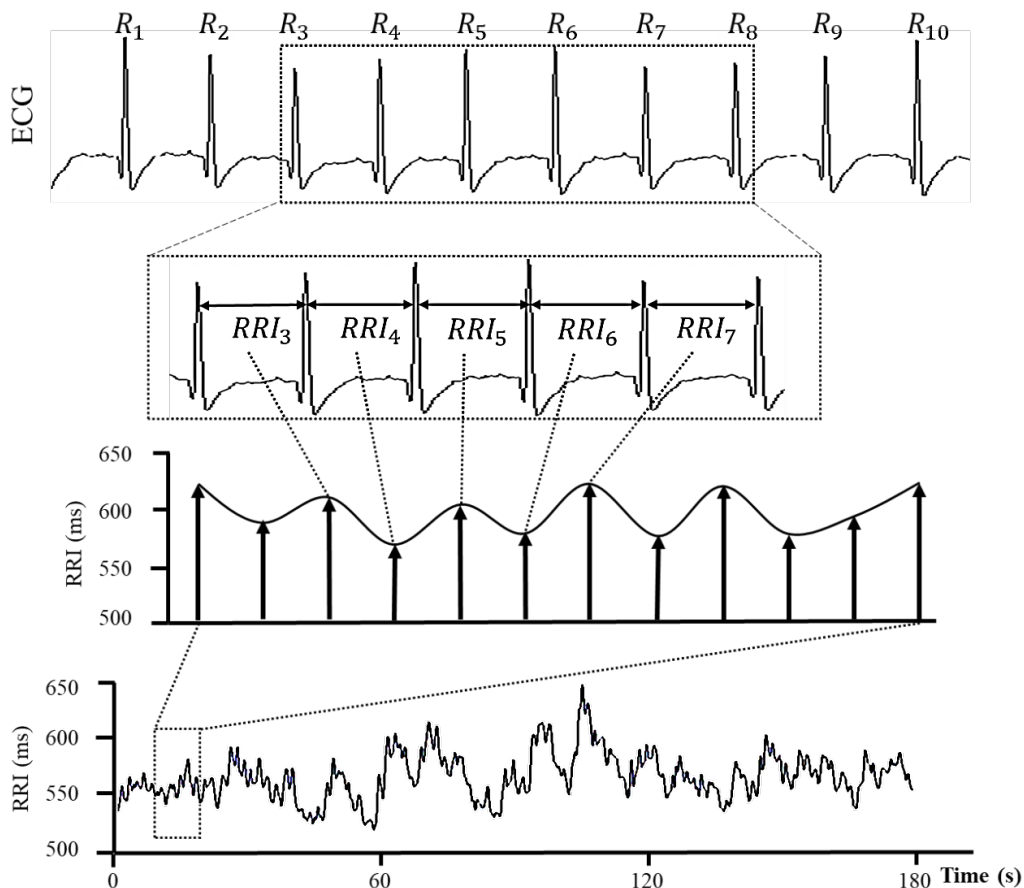 R1 R2 R3 R4 R5 R6 R7 R8 R9 R10
ECG
RRI3 RRI4 RRI5 RRI6 RRI7
650
600
550
500
RRI (ms)
650
600
550
500
RRI (ms)
0 60 120 180 Time (s)